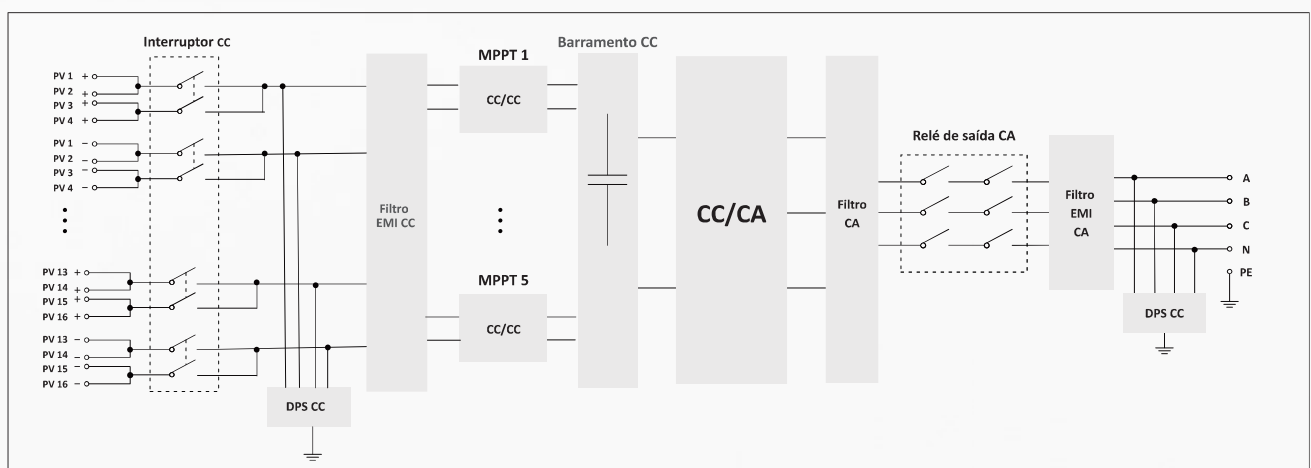 Interruptor CC
PV 1 +
PV 2 +
PV 3 +
PV 4 +
PV 1 −
PV 2 −
PV 3 −
PV 4 −
PV 13 +
PV 14 +
PV 15 +
PV 16 +
PV 13 −
PV 14 −
PV 15 −
PV 16 −
DPS CC
Filtro
EMI CC
MPPT 1
CC/CC
MPPT 5
CC/CC
Barramento CC
CC/CA
Filtro
CA
Relé de saída CA
Filtro
EMI
CA
A
B
C
N
PE
DPS CC